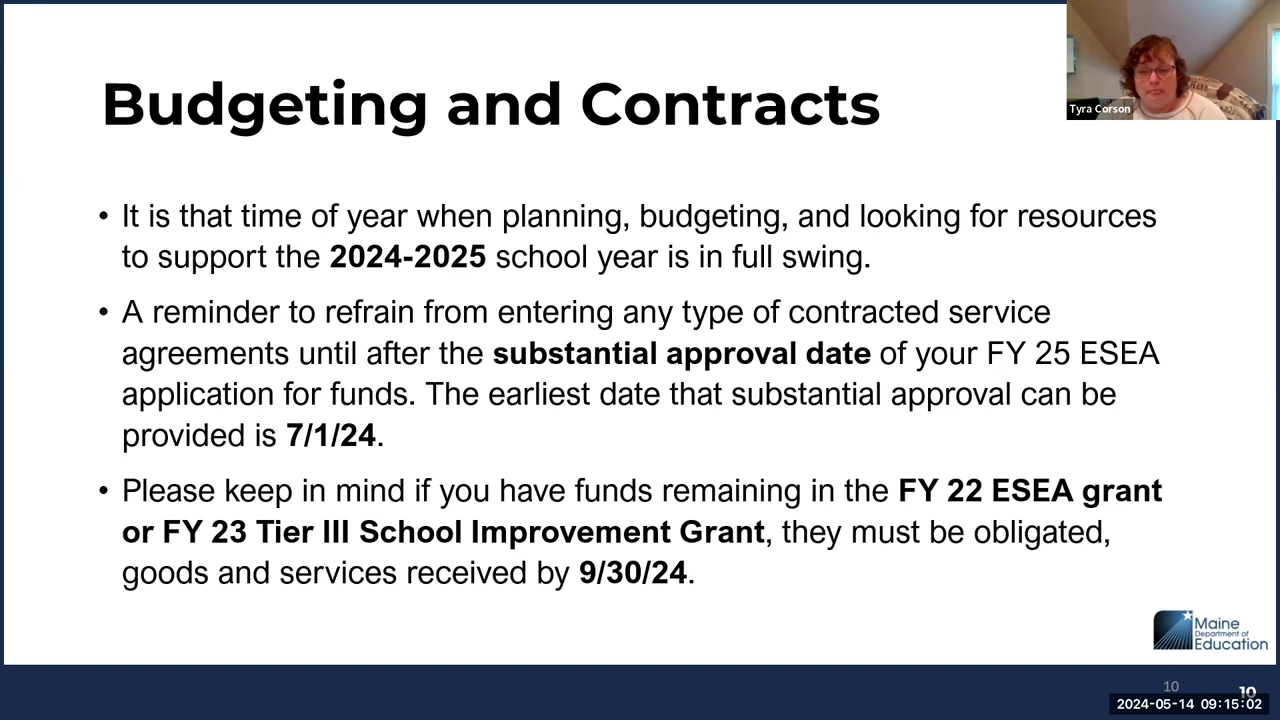 Budgeting and Contracts
Tyra Corson
• It is that time of year when planning, budgeting, and looking for resources
to support the 2024-2025 school year is in full swing.
• A reminder to refrain from entering any type of contracted service
agreements until after the substantial approval date of your FY 25 ESEA
application for funds. The earliest date that substantial approval can be
provided is 7/1/24.
• Please keep in mind if you have funds remaining in the FY 22 ESEA grant
or FY 23 Tier III School Improvement Grant, they must be obligated,
goods and services received by 9/30/24.
Maine
Department of
Education
10
10
2024-05-14 09:15:02